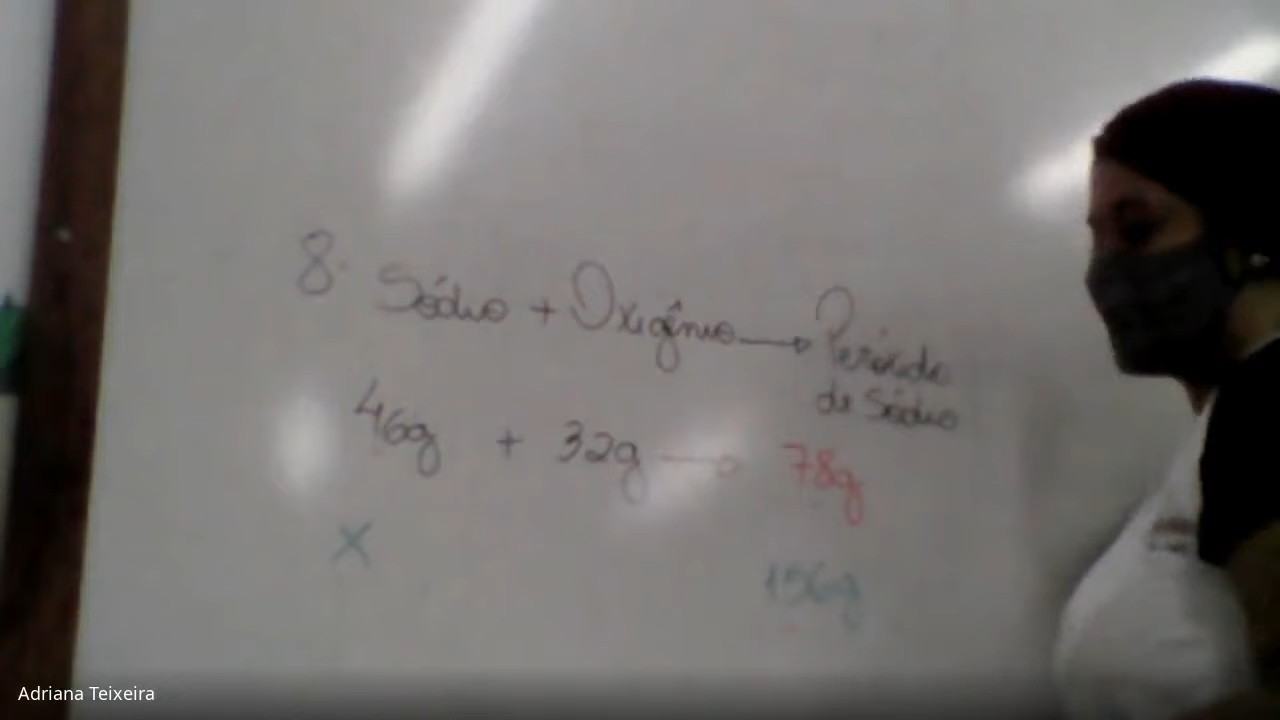 8. Sódio + Oxigênio → Peróxido
de Sódio
46g + 32g → 78g
X 156g
Adriana Teixeira